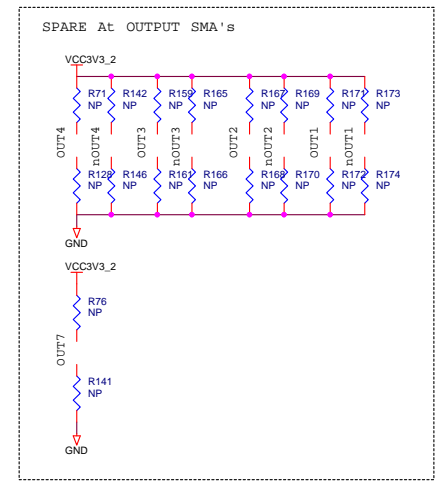 SPARE At OUTPUT SMA's
VCC3V3_2
R71 R142 R159 R165 R167 R169 R171 R173
NP NP NP NP NP NP NP NP
OUT4 nOUT4 OUT3 nOUT3 OUT2 nOUT2 OUT1 nOUT1
R128 R146 R161 R166 R168 R170 R172 R174
NP NP NP NP NP NP NP NP
GND
VCC3V3_2
R76
NP
OUT7
R141
NP
GND